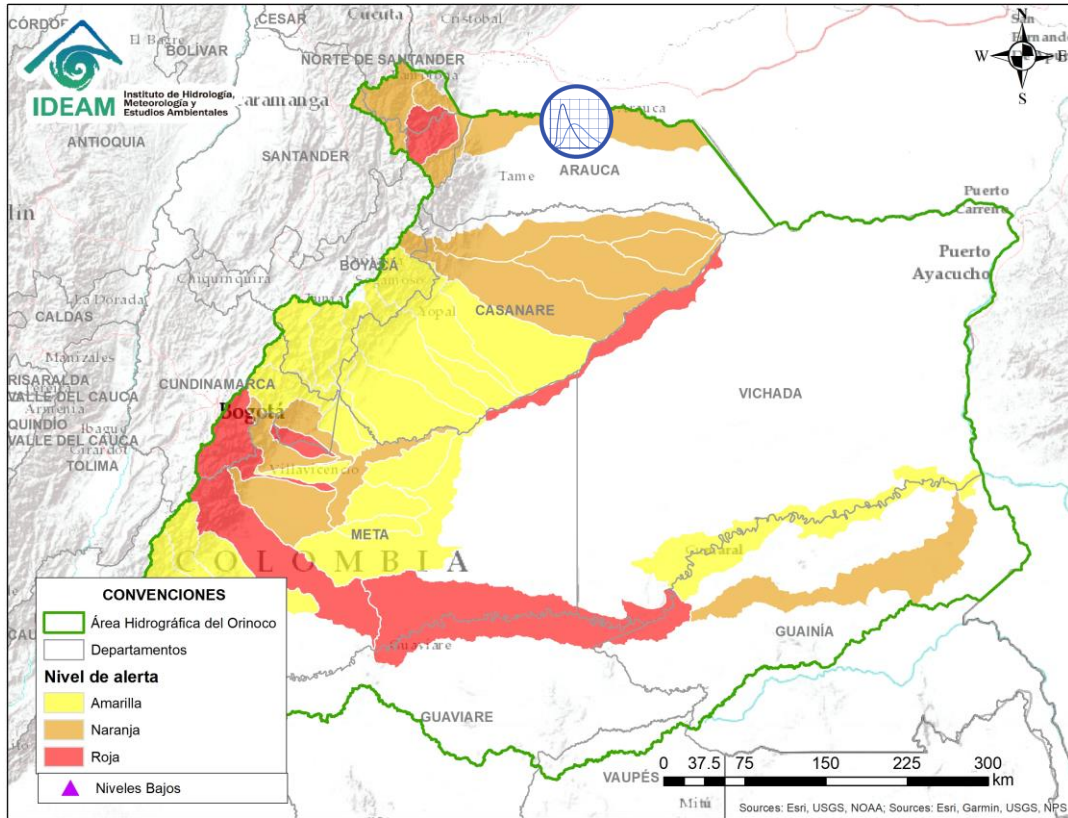 IDEAM
Instituto de Hidrología,
Meteorología y
Estudios Ambientales
N
W
E
S
CESAR
Cucuta
Cristobal
El Bagre
BOLÍVAR
NORTE DE SANTANDER
San
Fernando
ANTIOQUIA
SANTANDER
Tame
ARAUCA
Puerto
Carreño
Puerto
Ayacucho
BOYACÁ
Chiquinquira
Yopal
CASANARE
La Dorada
CALDAS
Manizales
VICHADA
RISARALDA
CUNDINAMARCA
VALLE DEL CAUCA
Armenia
Bogotá
QUINDÍO
Ibague
VALLE DEL CAUCA
Girardot
TOLIMA
Villavicencio
META
COLOMBIA
GUAINÍA
GUAVIARE
VAUPÉS
Mitú
CONVENCIONES
Área Hidrográfica del Orinoco
Departamentos
Nivel de alerta
Amarilla
Naranja
Roja
Niveles Bajos
0 37.5 75 150 225 300
km
Sources: Esri, USGS, NOAA; Sources: Esri, Garmin, USGS, NPS